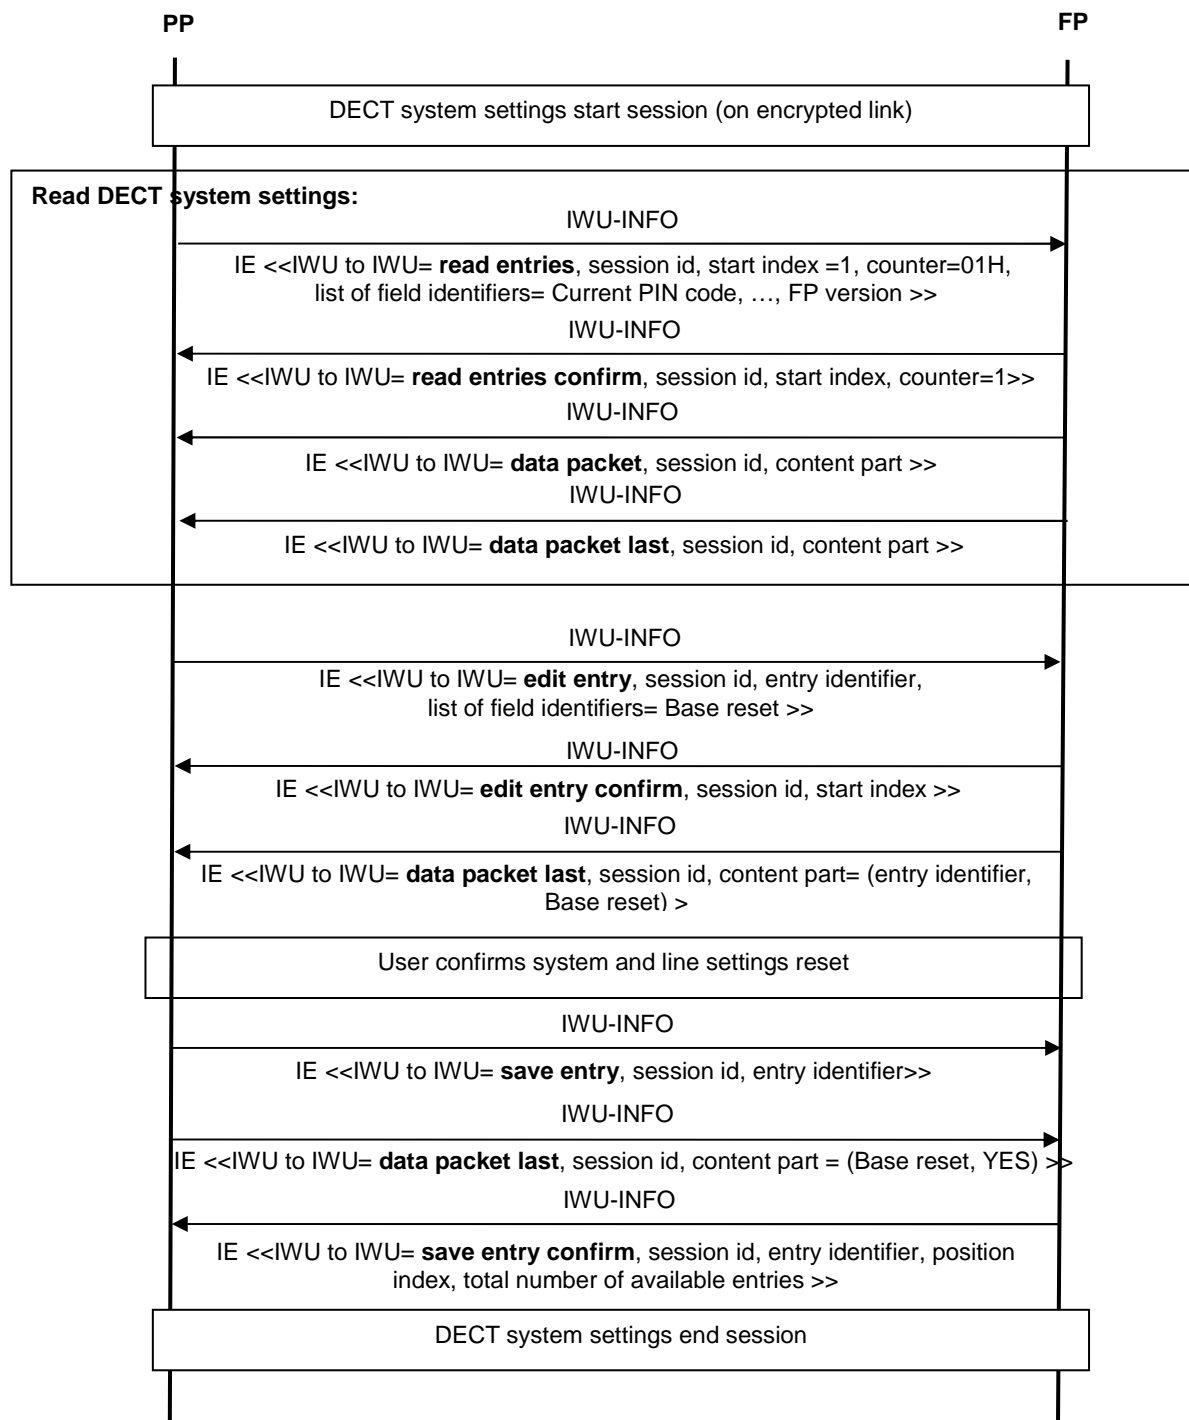 PP
FP
DECT system settings start session (on encrypted link)
Read DECT system settings:
IWU-INFO
IE <<IWU to IWU= read entries, session id, start index =1, counter=01H,
list of field identifiers= Current PIN code, …, FP version >>
IWU-INFO
IE <<IWU to IWU= read entries confirm, session id, start index, counter=1>>
IWU-INFO
IE <<IWU to IWU= data packet, session id, content part >>
IWU-INFO
IE <<IWU to IWU= data packet last, session id, content part >>
IWU-INFO
IE <<IWU to IWU= edit entry, session id, entry identifier,
list of field identifiers= Base reset >>
IWU-INFO
IE <<IWU to IWU= edit entry confirm, session id, start index >>
IWU-INFO
IE <<IWU to IWU= data packet last, session id, content part= (entry identifier,
Base reset) >
User confirms system and line settings reset
IWU-INFO
IE <<IWU to IWU= save entry, session id, entry identifier>>
IWU-INFO
IE <<IWU to IWU= data packet last, session id, content part = (Base reset, YES) >>
IWU-INFO
IE <<IWU to IWU= save entry confirm, session id, entry identifier, position
index, total number of available entries >>
DECT system settings end session